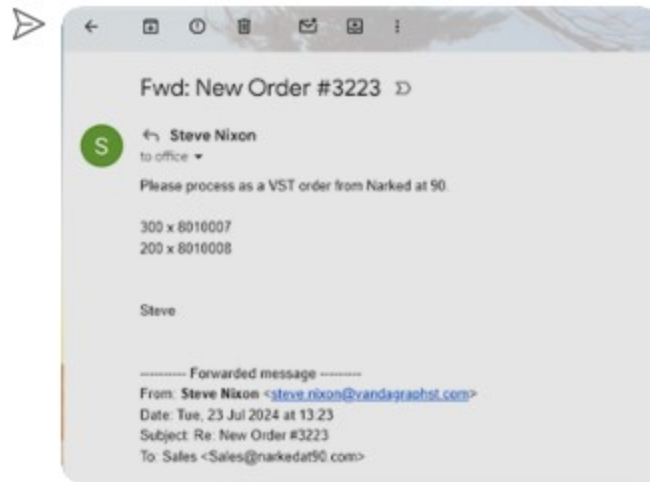 Fwd: New Order #3223
S
Steve Nixon
to office
Please process as a VST order from Narked at 90.
300 x 8010007
200 x 8010008
Steve
---------- Forwarded message ---------
From: Steve Nixon <steve.nixon@vandagraphst.com>
Date: Tue, 23 Jul 2024 at 13:23
Subject: Re: New Order #3223
To: Sales <Sales@narkedat90.com>